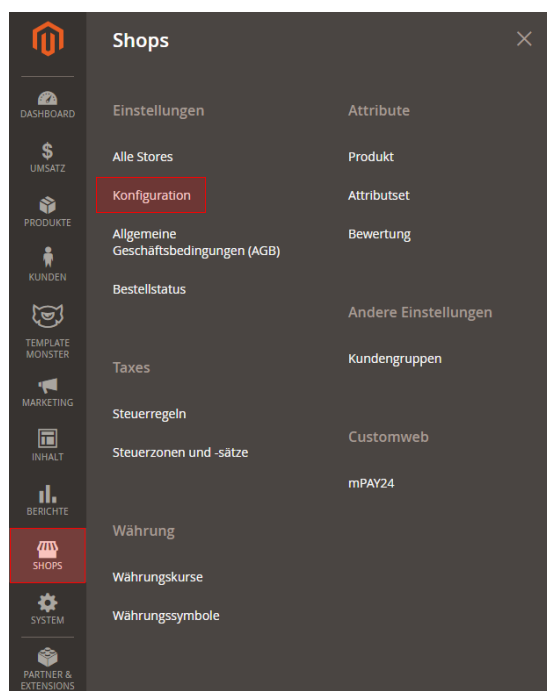 DASHBOARD
$
UMSATZ
PRODUKTE
KUNDEN
TEMPLATE
MONSTER
MARKETING
INHALT
BERICHTE
SHOPS
SYSTEM
PARTNER &
EXTENSIONS
Shops
Einstellungen
Alle Stores
Konfiguration
Allgemeine
Geschäftsbedingungen (AGB)
Bestellstatus
Taxes
Steuerregeln
Steuerzonen und -sätze
Währung
Währungskurse
Währungssymbole
Attribute
Produkt
Attributset
Bewertung
Andere Einstellungen
Kundengruppen
Customweb
mPAY24